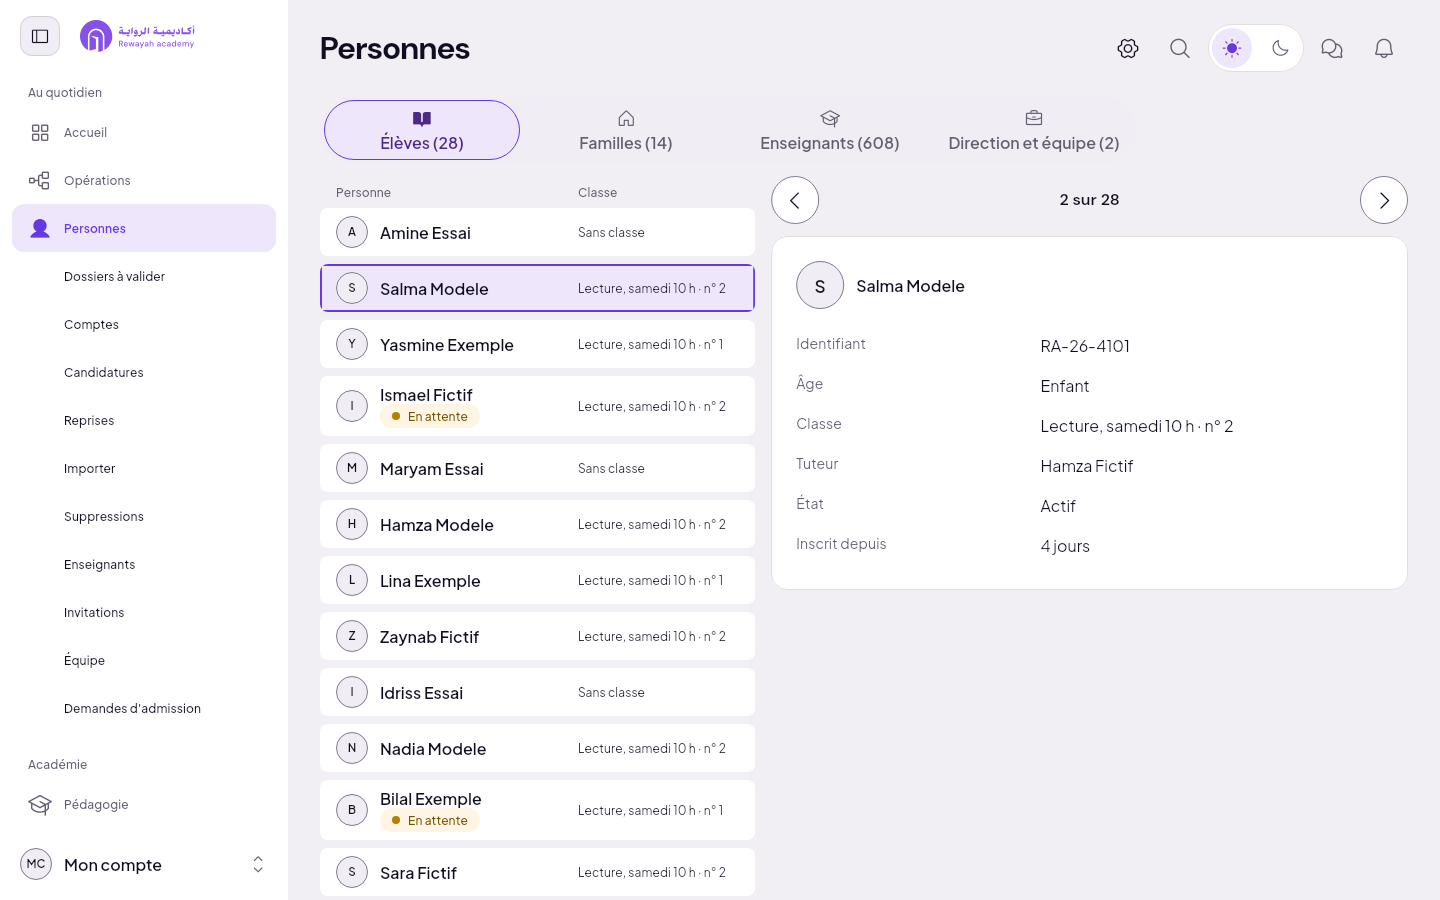 أكاديمية الرواية
Rewayah academy
Au quotidien
Accueil
Opérations
Personnes
Dossiers à valider
Comptes
Candidatures
Reprises
Importer
Suppressions
Enseignants
Invitations
Équipe
Demandes d'admission
Académie
Pédagogie
MC Mon compte
Personnes
Élèves (28)
Familles (14)
Enseignants (608)
Direction et équipe (2)
Personne Classe
A Amine Essai Sans classe
S Salma Modele Lecture, samedi 10 h · n° 2
Y Yasmine Exemple Lecture, samedi 10 h · n° 1
I Ismael Fictif Lecture, samedi 10 h · n° 2
En attente
M Maryam Essai Sans classe
H Hamza Modele Lecture, samedi 10 h · n° 2
L Lina Exemple Lecture, samedi 10 h · n° 1
Z Zaynab Fictif Lecture, samedi 10 h · n° 2
I Idriss Essai Sans classe
N Nadia Modele Lecture, samedi 10 h · n° 2
B Bilal Exemple Lecture, samedi 10 h · n° 1
En attente
S Sara Fictif Lecture, samedi 10 h · n° 2
2 sur 28
S Salma Modele
Identifiant RA-26-4101
Âge Enfant
Classe Lecture, samedi 10 h · n° 2
Tuteur Hamza Fictif
État Actif
Inscrit depuis 4 jours